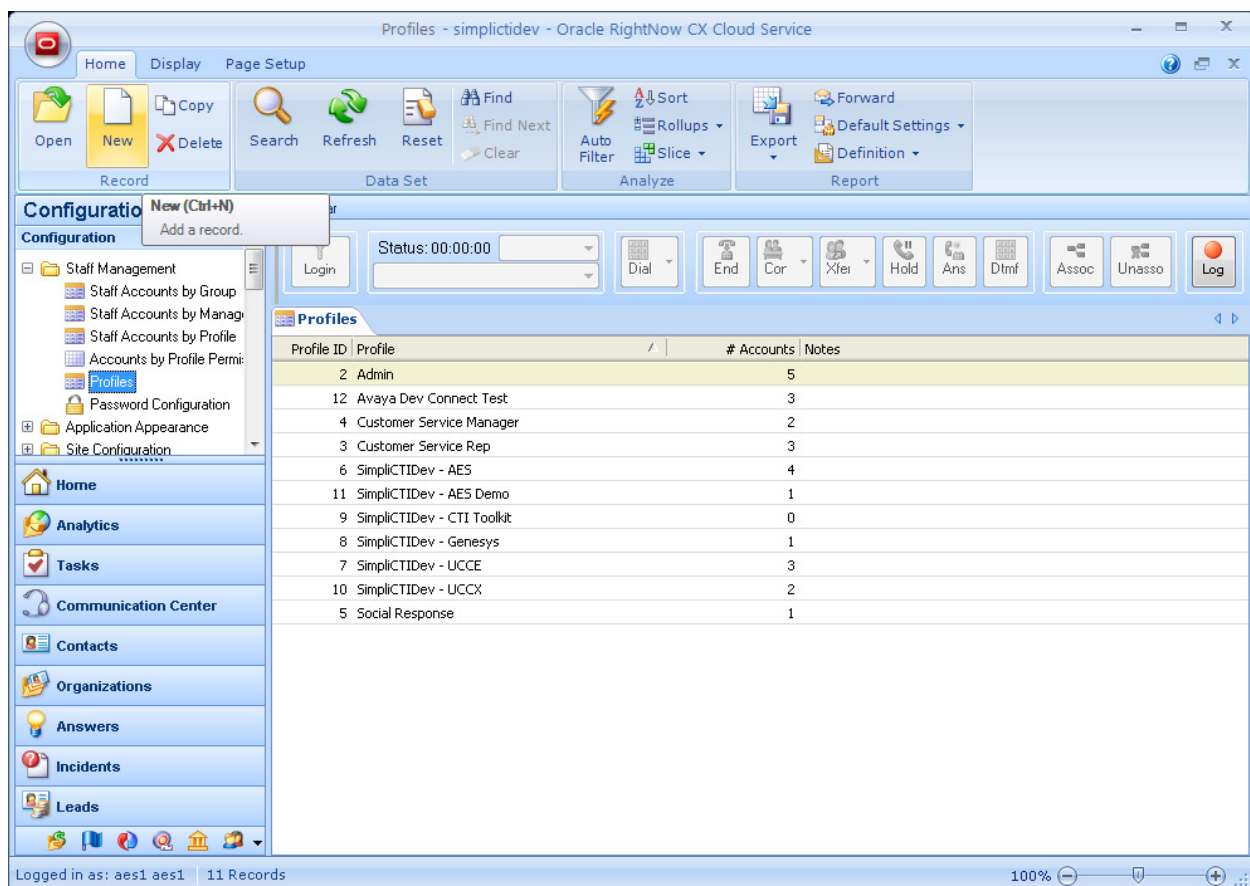 Profiles - simplictidev - Oracle RightNow CX Cloud Service
Home Display Page Setup
Open New Copy Delete
Search Refresh Reset Find Find Next Clear
Auto Filter Sort Rollups Slice
Export Forward Default Settings Definition
Record Data Set Analyze Report
New (Ctrl+N)
Add a record.
Configuratio
Configuration
Staff Management
Staff Accounts by Group
Staff Accounts by Manag
Staff Accounts by Profile
Accounts by Profile Permi
Profiles
Password Configuration
Application Appearance
Site Configuration
Home
Analytics
Tasks
Communication Center
Contacts
Organizations
Answers
Incidents
Leads
Login Status: 00:00:00 Dial End Cor Xfei Hold Ans Dtmf Assoc Unasso Log
Profiles
Profile ID Profile # Accounts Notes
2 Admin 5
12 Avaya Dev Connect Test 3
4 Customer Service Manager 2
3 Customer Service Rep 3
6 SimpliCTIDev - AES 4
11 SimpliCTIDev - AES Demo 1
9 SimpliCTIDev - CTI Toolkit 0
8 SimpliCTIDev - Genesys 1
7 SimpliCTIDev - UCCE 3
10 SimpliCTIDev - UCCX 2
5 Social Response 1
Logged in as: aes1 aes1 11 Records 100%